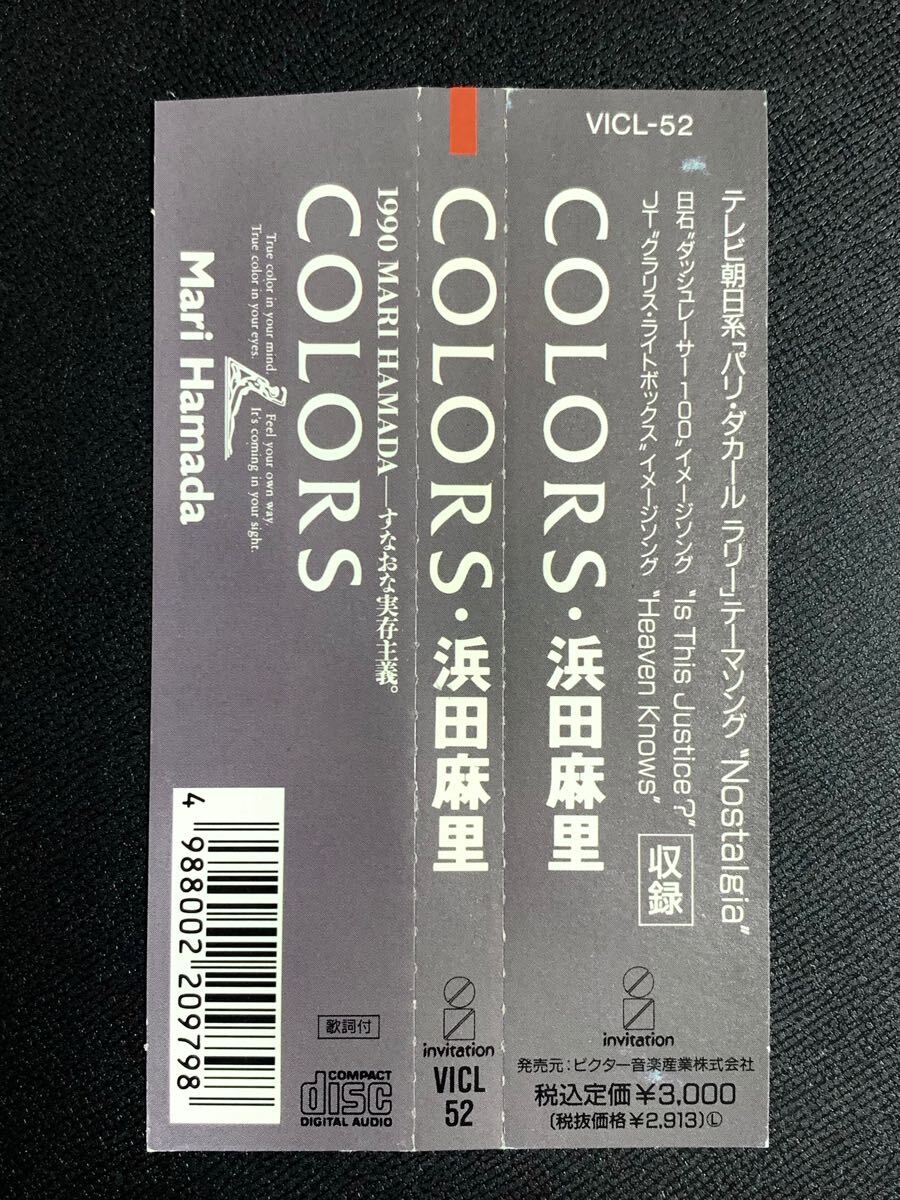 VICL-52
テレビ朝日系「パリ・ダカール ラリー」テーマソング “Nostalgia”
日石“ダッシュレーサー100”イメージソング “Is This Justice?”
JT“グラリス・ライトボックス”イメージソング “Heaven Knows”
収録
COLORS・浜田麻里
invitation
発売元:ビクター音楽産業株式会社
税込定価¥3,000
(税抜価格¥2,913)Ⓛ
COLORS・浜田麻里
invitation
VICL
52
1990 MARI HAMADA——すなおな実存主義。
COLORS
True color in your mind. Feel your own way.
True color in your eyes. It's coming in your sight.
Mari Hamada
歌詞付
COMPACT
disc
DIGITAL AUDIO
4 988002 209798